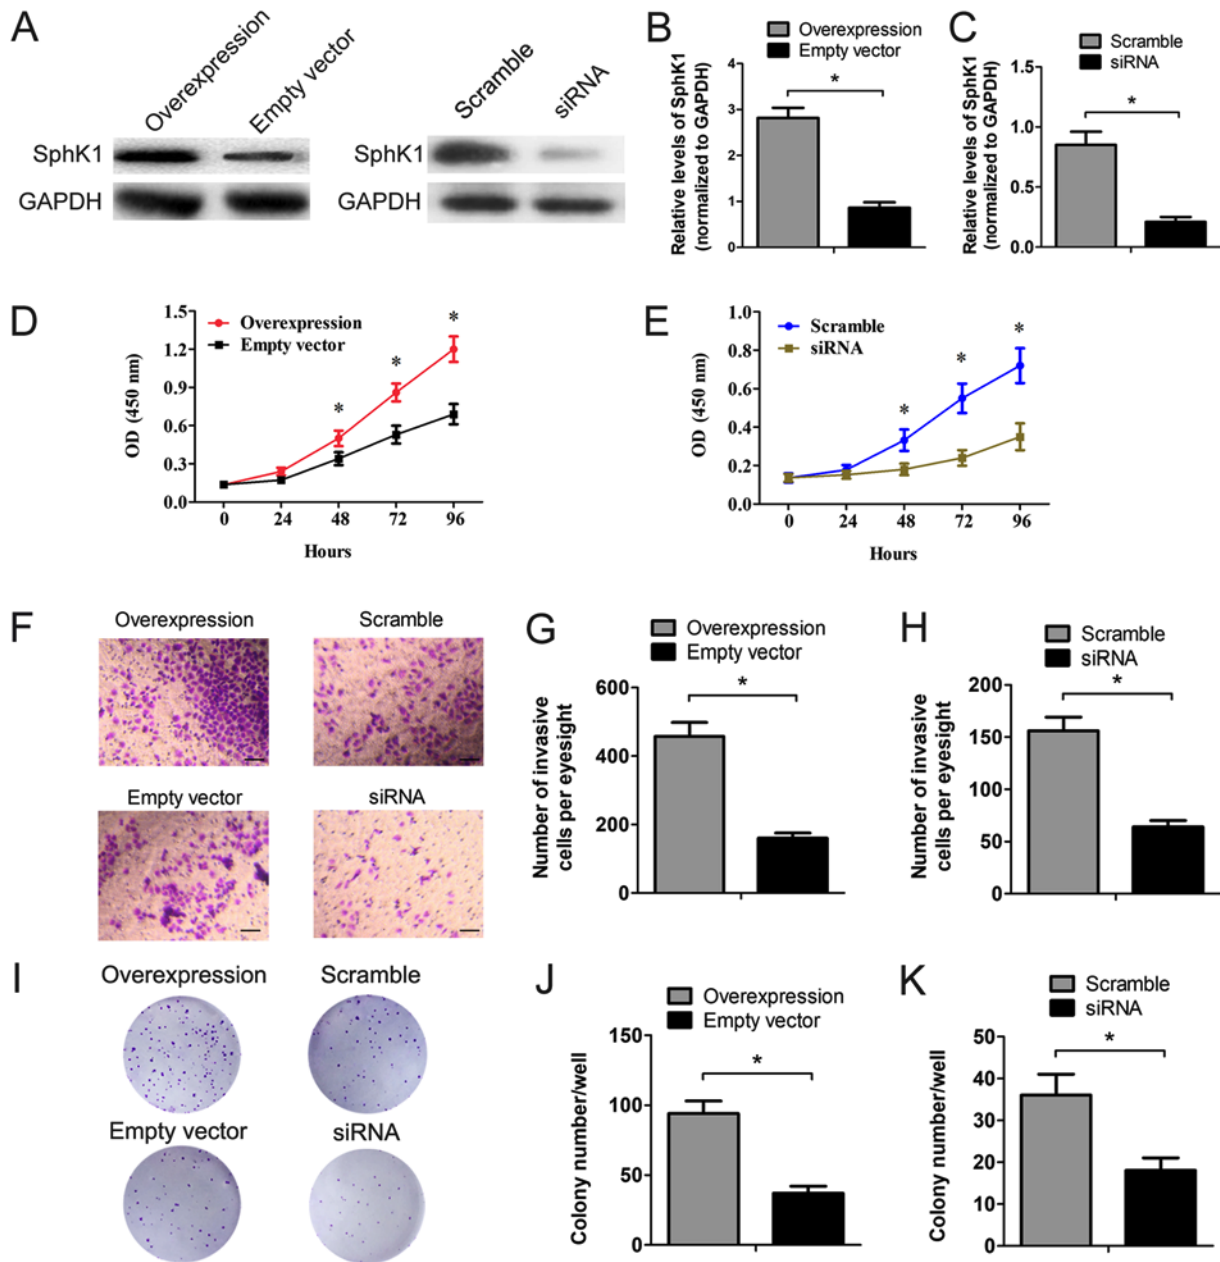 A
Overexpression
Empty vector
Scramble
siRNA
SphK1
GAPDH
SphK1
GAPDH
B
Overexpression
Empty vector
Relative levels of SphK1
(normalized to GAPDH)
4
3
2
1
0
*
C
Scramble
siRNA
Relative levels of SphK1
(normalized to GAPDH)
1.5
1.0
0.5
0.0
*
D
Overexpression
Empty vector
OD (450 nm)
1.5
1.2
0.9
0.6
0.3
0.0
* * *
0 24 48 72 96
Hours
E
Scramble
siRNA
OD (450 nm)
1.0
0.8
0.6
0.4
0.2
0.0
* * *
0 24 48 72 96
Hours
F
Overexpression
Scramble
Empty vector
siRNA
G
Overexpression
Empty vector
Number of invasive
cells per eyesight
600
400
200
0
*
H
Scramble
siRNA
Number of invasive
cells per eyesight
200
150
100
50
0
*
I
Overexpression
Scramble
Empty vector
siRNA
J
Overexpression
Empty vector
Colony number/well
150
100
50
0
*
K
Scramble
siRNA
Colony number/well
50
40
30
20
10
0
*